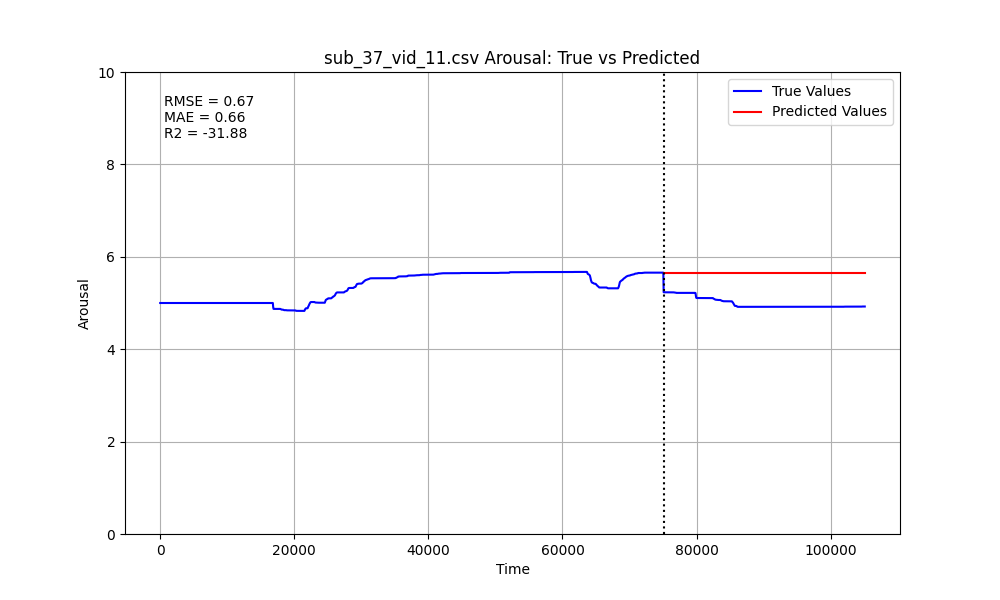 sub_37_vid_11.csv Arousal: True vs Predicted
RMSE = 0.67
MAE = 0.66
R2 = -31.88
True Values
Predicted Values
10
8
6
4
2
0
Arousal
0
20000
40000
60000
80000
100000
Time